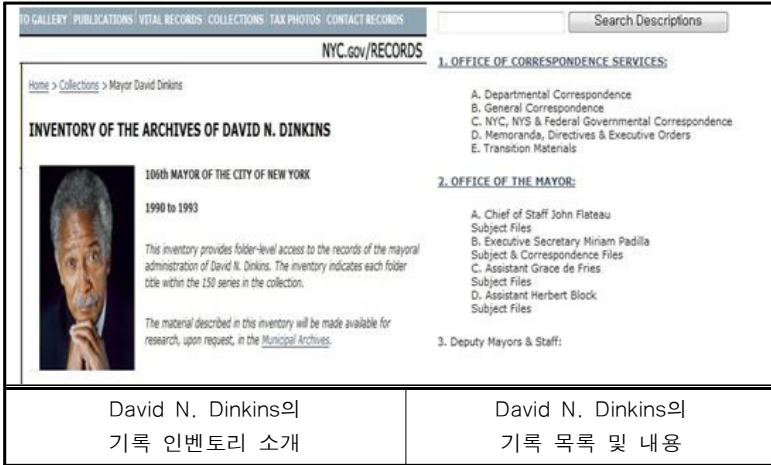 TO GALLERY PUBLICATIONS VITAL RECORDS COLLECTIONS TAX PHOTOS CONTACT RECORDS
NYC.gov/RECORDS
Home > Collections > Mayor David Dinkins
INVENTORY OF THE ARCHIVES OF DAVID N. DINKINS
106th MAYOR OF THE CITY OF NEW YORK
1990 to 1993
This inventory provides folder-level access to the records of the mayoral
administration of David N. Dinkins. The inventory indicates each folder
title within the 150 series in the collection.
The material described in this inventory will be made available for
research, upon request, in the Municipal Archives.
Search Descriptions
1. OFFICE OF CORRESPONDENCE SERVICES:
A. Departmental Correspondence
B. General Correspondence
C. NYC, NYS & Federal Governmental Correspondence
D. Memoranda, Directives & Executive Orders
E. Transition Materials
2. OFFICE OF THE MAYOR:
A. Chief of Staff John Flateau
Subject Files
B. Executive Secretary Miriam Padilla
Subject & Correspondence Files
C. Assistant Grace de Fries
Subject Files
D. Assistant Herbert Block
Subject Files
3. Deputy Mayors & Staff:
David N. Dinkins의
기록 인벤토리 소개
David N. Dinkins의
기록 목록 및 내용